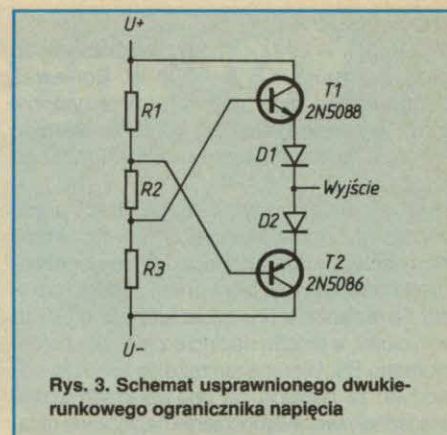 U+
R1
T1
2N5088
D1
R2
Wyjście
D2
R3
T2
2N5086
U-
Rys. 3. Schemat usprawnionego dwukie-
runkowego ogranicznika napięcia